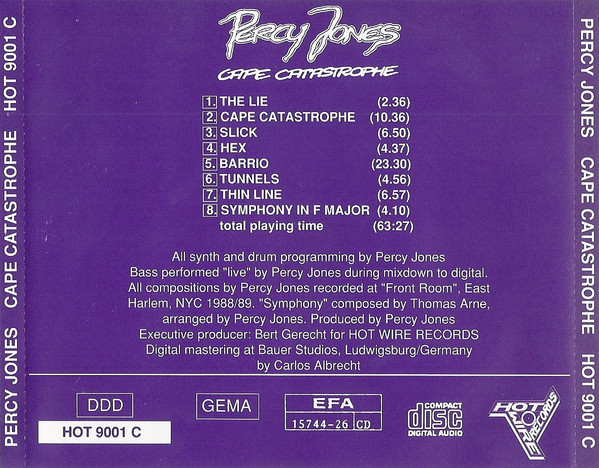 PERCY JONES
CAPE CATASTROPHE
1. THE LIE (2.36)
2. CAPE CATASTROPHE (10.36)
3. SLICK (6.50)
4. HEX (4.37)
5. BARRIO (23.30)
6. TUNNELS (4.56)
7. THIN LINE (6.57)
8. SYMPHONY IN F MAJOR (4.10)
total playing time (63:27)
All synth and drum programming by Percy Jones
Bass performed "live" by Percy Jones during mixdown to digital.
All compositions by Percy Jones recorded at "Front Room", East
Harlem, NYC 1988/89. "Symphony" composed by Thomas Arne,
arranged by Percy Jones. Produced by Percy Jones
Executive producer: Bert Gerecht for HOT WIRE RECORDS
Digital mastering at Bauer Studios, Ludwigsburg/Germany
by Carlos Albrecht
DDD
HOT 9001 C
GEMA
EFA
15744-26 CD
COMPACT
disc
DIGITAL AUDIO
HOT WIRE RECORDS
PERCY JONES CAPE CATASTROPHE HOT 9001 C
PERCY JONES CAPE CATASTROPHE HOT 9001 C